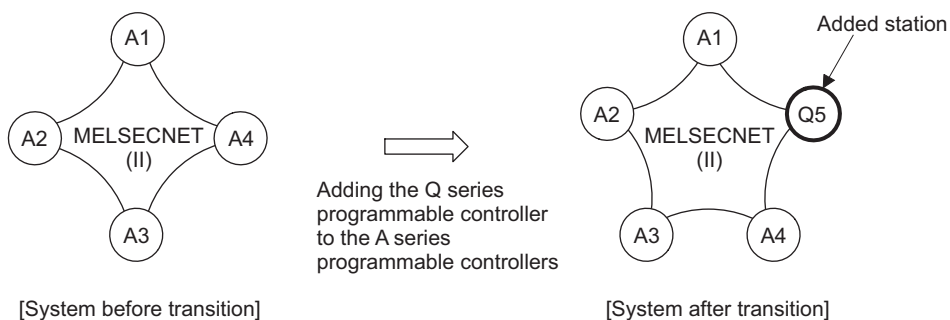 A1
A2
MELSECNET
(II)
A4
A3
[System before transition]
Adding the Q series
programmable controller
to the A series
programmable controllers
Added station
A1
A2
MELSECNET
(II)
Q5
A3
A4
[System after transition]